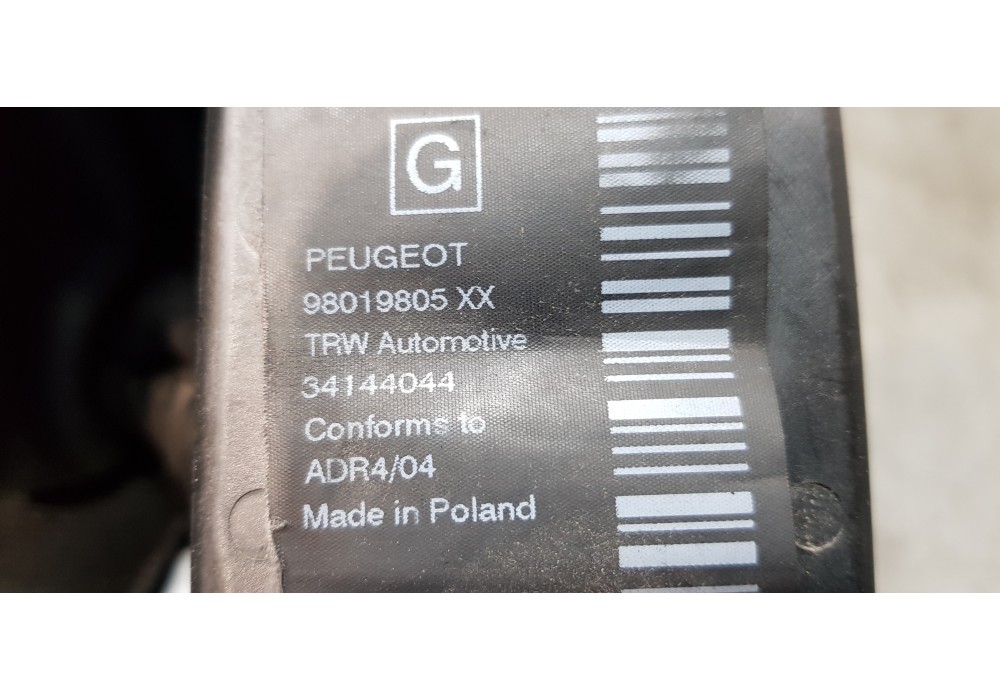 G
PEUGEOT
98019805 XX
TRW Automotive
34144044
Conforms to
ADR4/04
Made in Poland